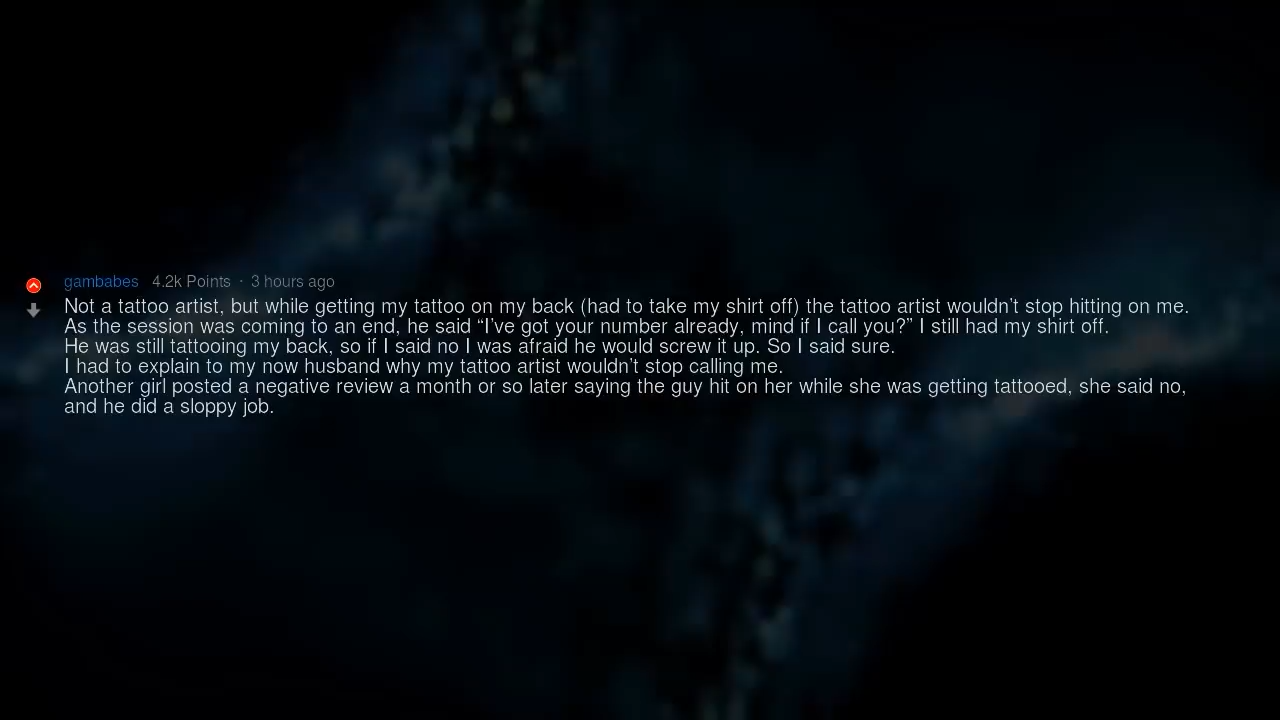 gambabes 4.2k Points · 3 hours ago
Not a tattoo artist, but while getting my tattoo on my back (had to take my shirt off) the tattoo artist wouldn't stop hitting on me.
As the session was coming to an end, he said “I've got your number already, mind if I call you?” I still had my shirt off.
He was still tattooing my back, so if I said no I was afraid he would screw it up. So I said sure.
I had to explain to my now husband why my tattoo artist wouldn't stop calling me.
Another girl posted a negative review a month or so later saying the guy hit on her while she was getting tattooed, she said no,
and he did a sloppy job.